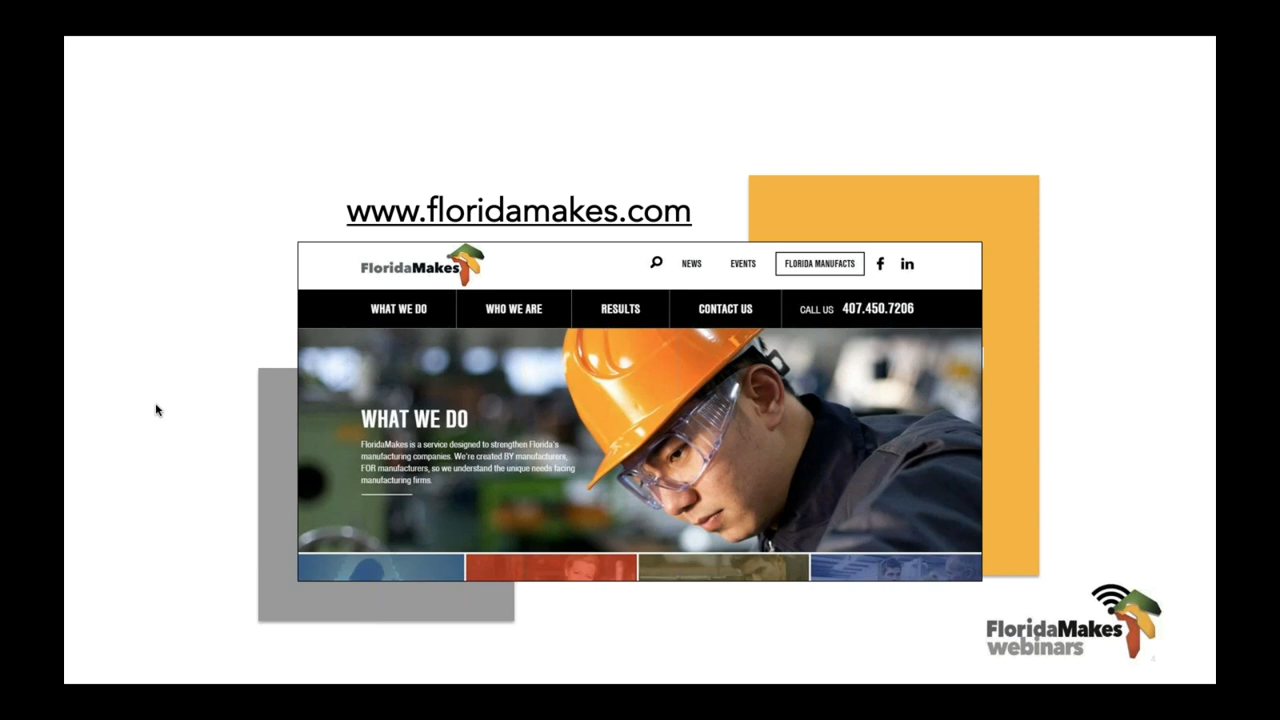 www.floridamakes.com
FloridaMakes
NEWS
EVENTS
FLORIDA MANUFACTS
f
in
WHAT WE DO
WHO WE ARE
RESULTS
CONTACT US
CALL US 407.450.7206
WHAT WE DO
FloridaMakes is a service designed to strengthen Florida's
manufacturing companies. We're created BY manufacturers,
FOR manufacturers, so we understand the unique needs facing
manufacturing firms.
FloridaMakes
webinars
4